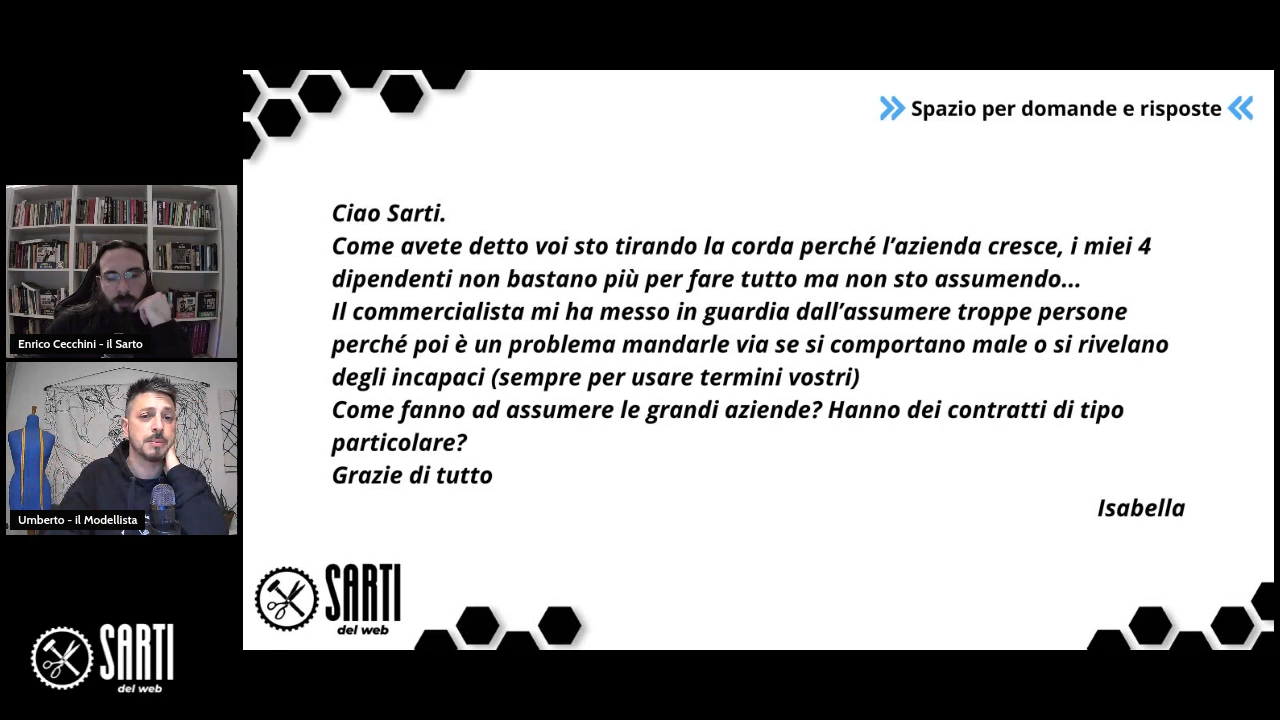 Spazio per domande e risposte
Ciao Sarti.
Come avete detto voi sto tirando la corda perché l’azienda cresce, i miei 4
dipendenti non bastano più per fare tutto ma non sto assumendo...
Il commercialista mi ha messo in guardia dall’assumere troppe persone
perché poi è un problema mandarle via se si comportano male o si rivelano
degli incapaci (sempre per usare termini vostri)
Come fanno ad assumere le grandi aziende? Hanno dei contratti di tipo
particolare?
Grazie di tutto
Isabella
Enrico Cecchini - il Sarto
Umberto - il Modellista
SARTI
del web
SARTI
del web